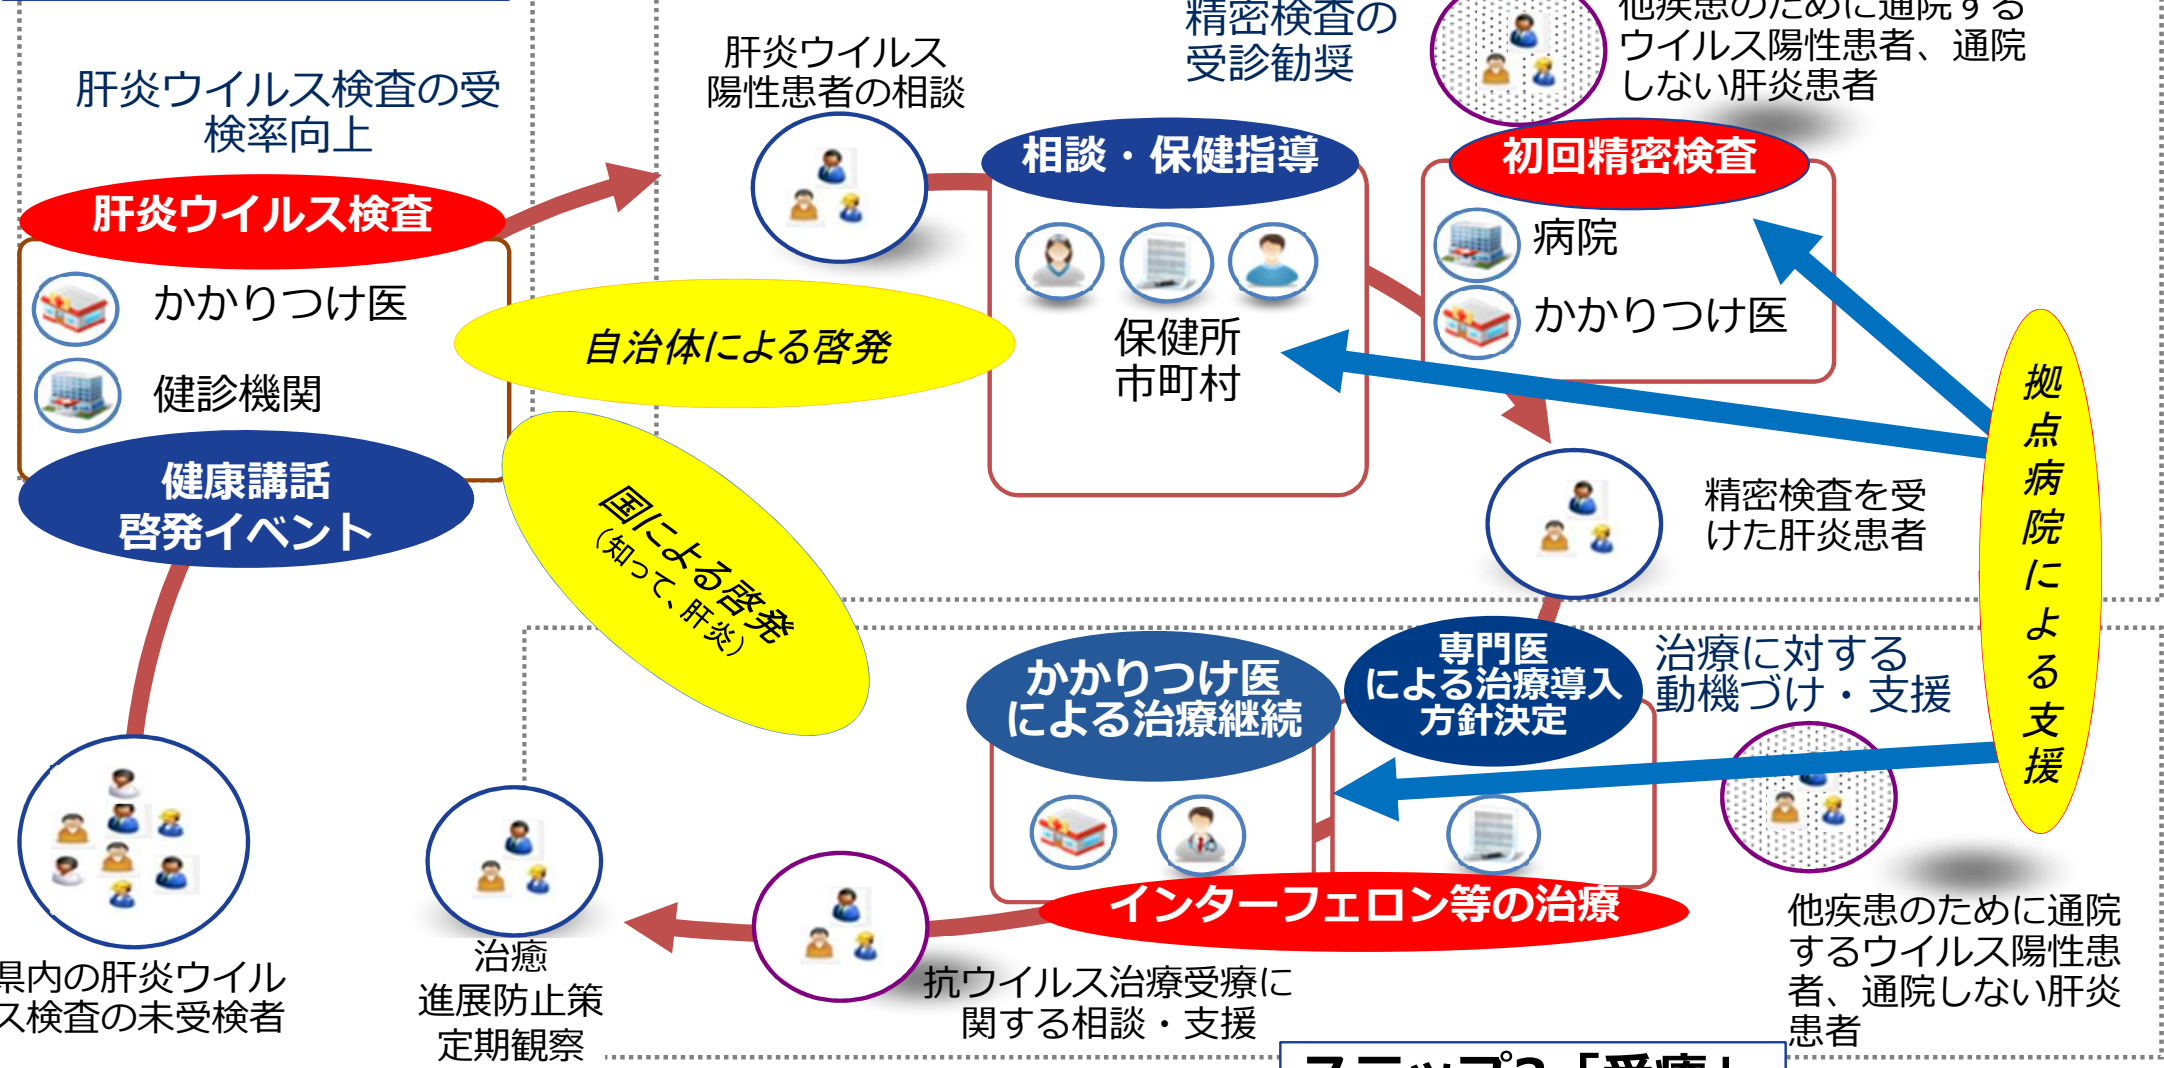 肝炎ウイルス検査の受
検率向上
肝炎ウイルス検査
かかりつけ医
健診機関
健康講話
啓発イベント
県内の肝炎ウイル
ス検査の未受検者
肝炎ウイルス
陽性患者の相談
精密検査の
受診勧奨
他疾患のために通院する
ウイルス陽性患者、通院
しない肝炎患者
相談・保健指導
保健所
市町村
初回精密検査
病院
かかりつけ医
自治体による啓発
国による啓発
（知って、肝炎）
精密検査を受
けた肝炎患者
拠点病院による支援
専門医
による治療導入
方針決定
治療に対する
動機づけ・支援
かかりつけ医
による治療継続
インターフェロン等の治療
他疾患のために通院
するウイルス陽性患
者、通院しない肝炎
患者
抗ウイルス治療受療に
関する相談・支援
治癒
進展防止策
定期観察